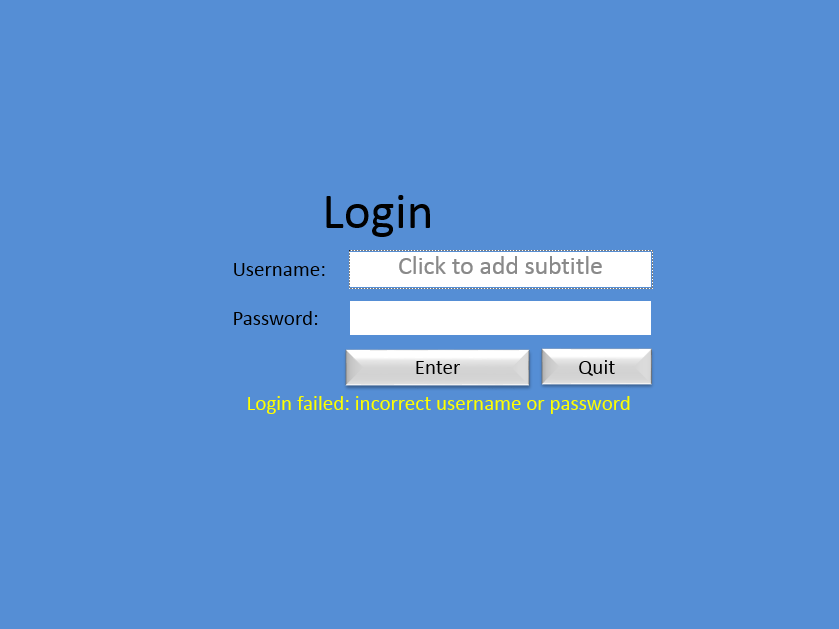 Login
Username: Click to add subtitle
Password:
Enter Quit
Login failed: incorrect username or password